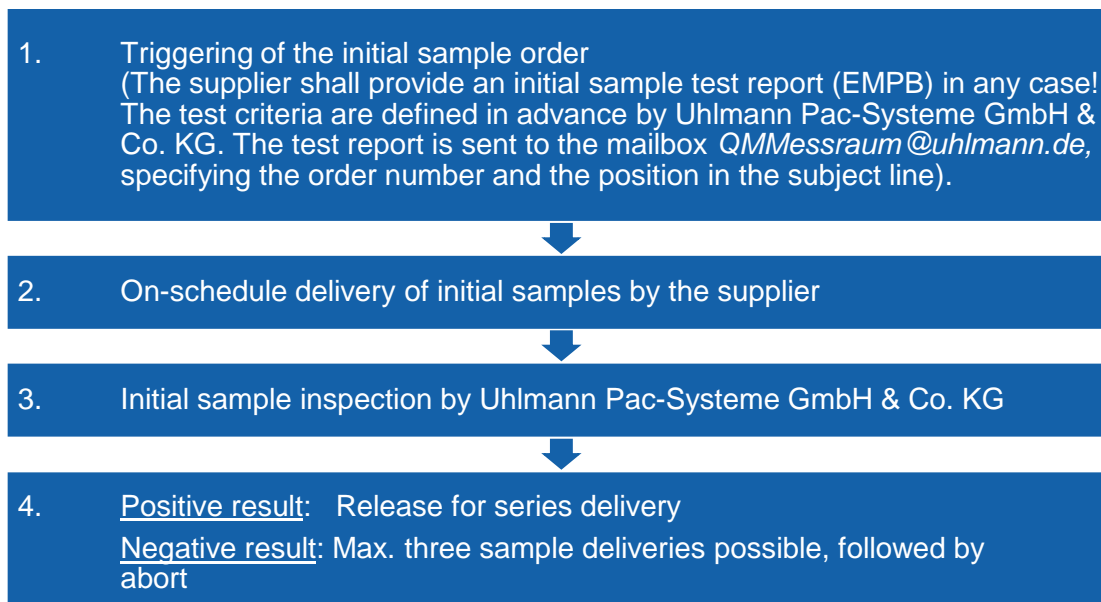 1. Triggering of the initial sample order
(The supplier shall provide an initial sample test report (EMPB) in any case!
The test criteria are defined in advance by Uhlmann Pac-Systeme GmbH &
Co. KG. The test report is sent to the mailbox QMMessraum@uhlmann.de,
specifying the order number and the position in the subject line).
2. On-schedule delivery of initial samples by the supplier
3. Initial sample inspection by Uhlmann Pac-Systeme GmbH & Co. KG
4. Positive result: Release for series delivery
Negative result: Max. three sample deliveries possible, followed by
abort